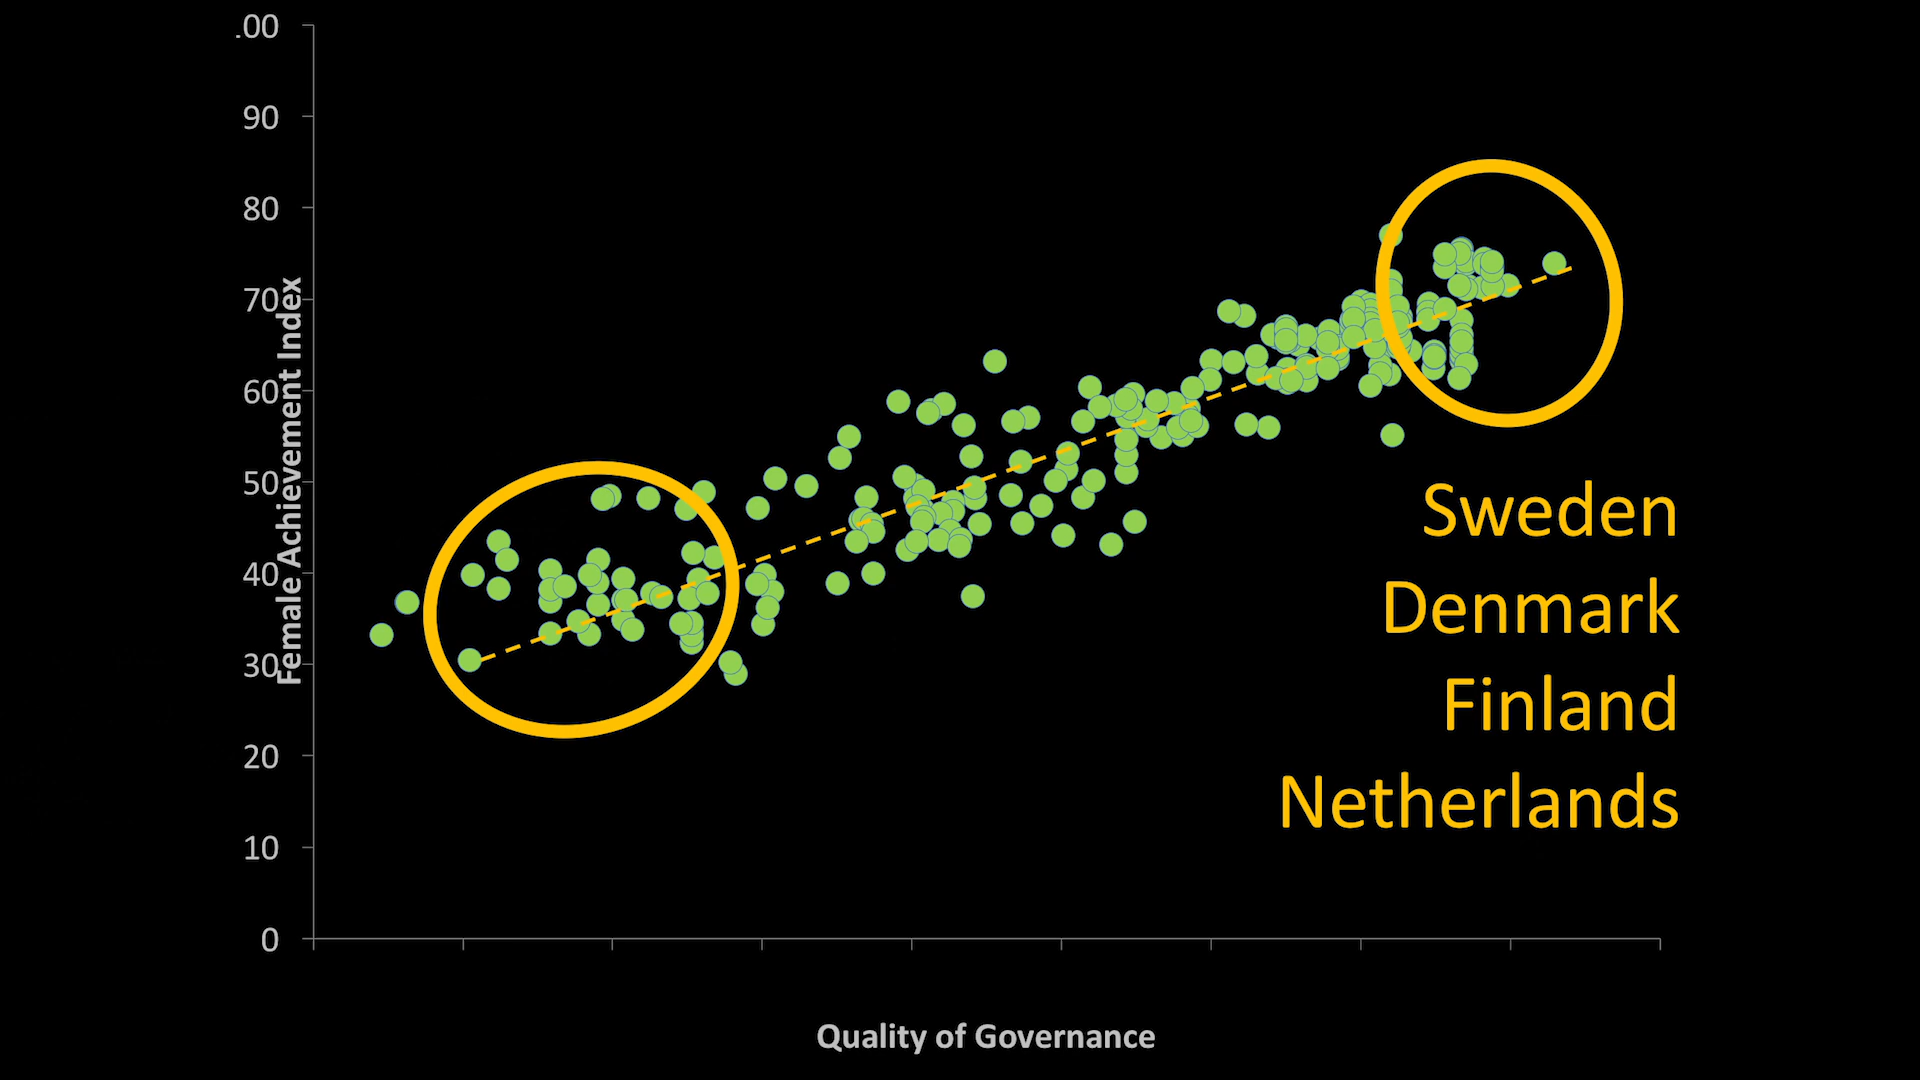 .00
90
80
70
60
50
40
30
20
10
0
Female Achievement Index
Quality of Governance
Sweden
Denmark
Finland
Netherlands